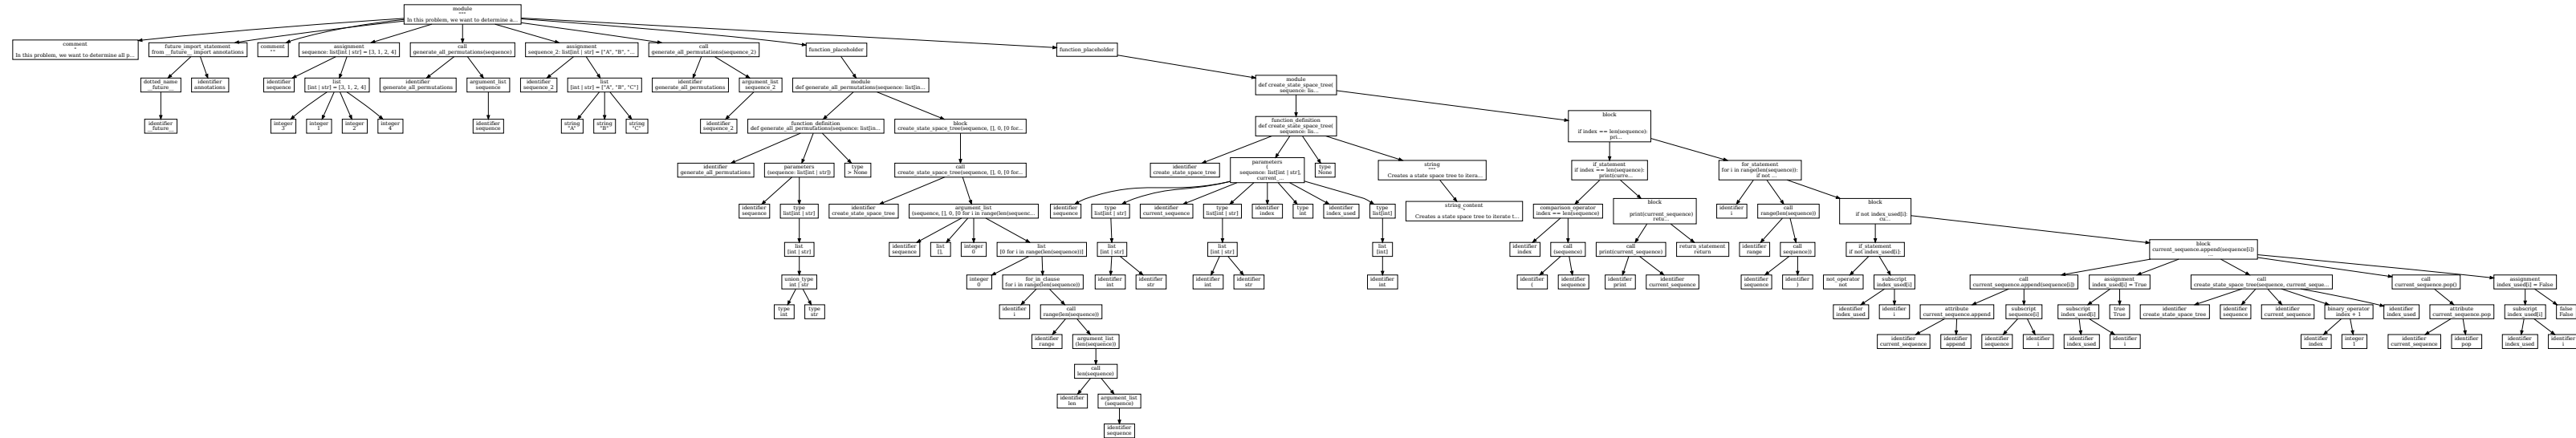 module
"""
In this problem, we want to determine a...
comment
"
In this problem, we want to determine all p...
future_import_statement
from __future__ import annotations
comment
""
assignment
sequence: list[int | str] = [3, 1, 2, 4]
call
generate_all_permutations(sequence)
assignment
sequence_2: list[int | str] = ["A", "B", "...
call
generate_all_permutations(sequence_2)
function_placeholder
function_placeholder
dotted_name
__future__
identifier
annotations
identifier
sequence
list
[int | str] = [3, 1, 2, 4]
identifier
generate_all_permutations
argument_list
sequence
identifier
sequence_2
list
[int | str] = ["A", "B", "C"]
identifier
generate_all_permutations
argument_list
sequence_2
module
def generate_all_permutations(sequence: list[in...
module
def create_state_space_tree(
sequence: lis...
identifier
__future__
integer
3
integer
1
integer
2
integer
4
identifier
sequence
string
"A"
string
"B"
string
"C"
identifier
sequence_2
function_definition
def generate_all_permutations(sequence: list[in...
block
create_state_space_tree(sequence, [], 0, [0 for...
function_definition
def create_state_space_tree(
sequence: lis...
block
if index == len(sequence):
pri...
identifier
generate_all_permutations
parameters
(sequence: list[int | str])
type
> None
call
create_state_space_tree(sequence, [], 0, [0 for...
identifier
create_state_space_tree
parameters
(
sequence: list[int | str],
current_...
type
None
string
"""
Creates a state space tree to itera...
if_statement
if index == len(sequence):
print(curre...
for_statement
for i in range(len(sequence)):
if not ...
identifier
sequence
type
list[int | str]
identifier
create_state_space_tree
argument_list
(sequence, [], 0, [0 for i in range(len(sequenc...
identifier
sequence
type
list[int | str]
identifier
current_sequence
type
list[int | str]
identifier
index
type
int
identifier
index_used
type
list[int]
string_content
"
Creates a state space tree to iterate t...
comparison_operator
index == len(sequence)
block
print(current_sequence)
retu...
identifier
i
call
range(len(sequence))
block
if not index_used[i]:
cu...
list
[int | str]
identifier
sequence
list
[],
integer
0
list
[0 for i in range(len(sequence))]
list
[int | str]
list
[int | str]
list
[int]
identifier
index
call
(sequence)
call
print(current_sequence)
return_statement
return
identifier
range
call
sequence))
if_statement
if not index_used[i]:
block
current_sequence.append(sequence[i])
...
union_type
int | str
integer
0
for_in_clause
for i in range(len(sequence))
identifier
int
identifier
str
identifier
int
identifier
str
identifier
int
identifier
(
identifier
sequence
identifier
print
identifier
current_sequence
identifier
sequence
identifier
i
not_operator
not
subscript
index_used[i]
call
current_sequence.append(sequence[i])
assignment
index_used[i] = True
call
create_state_space_tree(sequence, current_seque...
call
current_sequence.pop()
assignment
index_used[i] = False
type
int
type
str
identifier
i
call
range(len(sequence))
identifier
index_used
identifier
i
attribute
current_sequence.append
subscript
sequence[i]
subscript
index_used[i]
true
True
identifier
create_state_space_tree
identifier
sequence
identifier
current_sequence
binary_operator
index + 1
identifier
index_used
attribute
current_sequence.pop
subscript
index_used[i]
false
False
identifier
range
argument_list
(len(sequence))
identifier
current_sequence
identifier
append
identifier
sequence
identifier
i
identifier
index_used
identifier
i
identifier
index
integer
1
identifier
current_sequence
identifier
pop
identifier
index_used
identifier
i
call
len(sequence)
identifier
len
argument_list
(sequence)
identifier
sequence